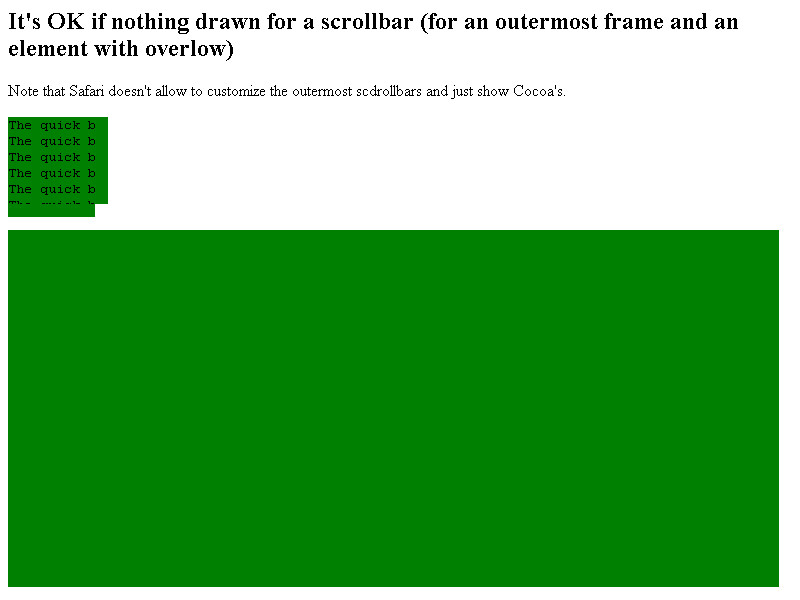 It's OK if nothing drawn for a scrollbar (for an outermost frame and an
element with overlow)
Note that Safari doesn't allow to customize the outermost scdrollbars and just show Cocoa's.
The quick b
The quick b
The quick b
The quick b
The quick b
The quick b